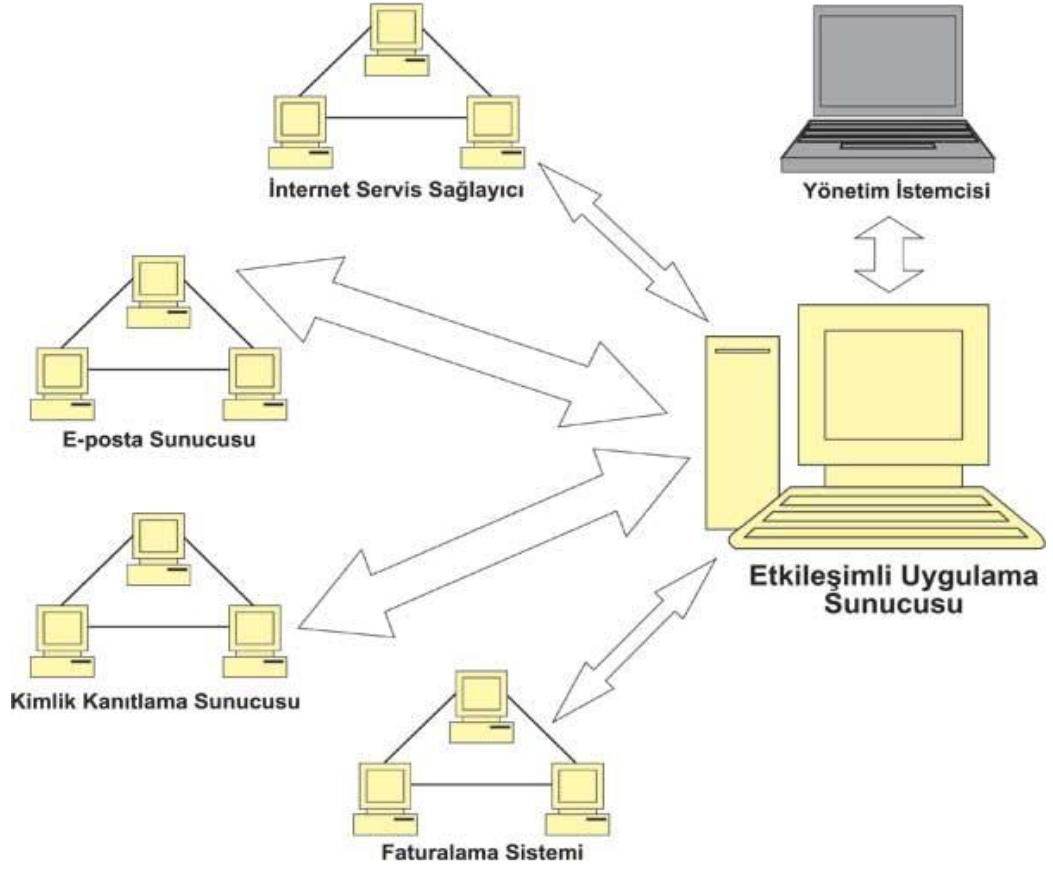 İnternet Servis Sağlayıcı
Yönetim İstemcisi
E-posta Sunucusu
Etkileşimli Uygulama
Sunucusu
Kimlik Kanıtlama Sunucusu
Faturalama Sistemi